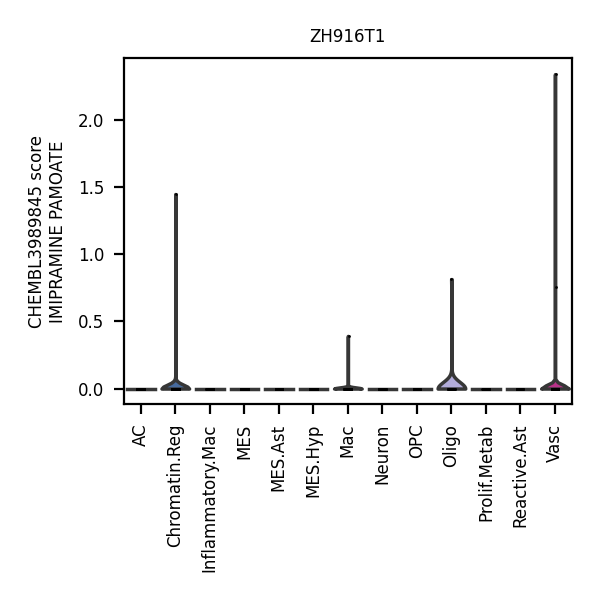 ZH916T1
CHEMBL3989845 score
IMIPRAMINE PAMOATE
2.0
1.5
1.0
0.5
0.0
AC
Chromatin.Reg
Inflammatory.Mac
MES
MES.Ast
MES.Hyp
Mac
Neuron
OPC
Oligo
Prolif.Metab
Reactive.Ast
Vasc